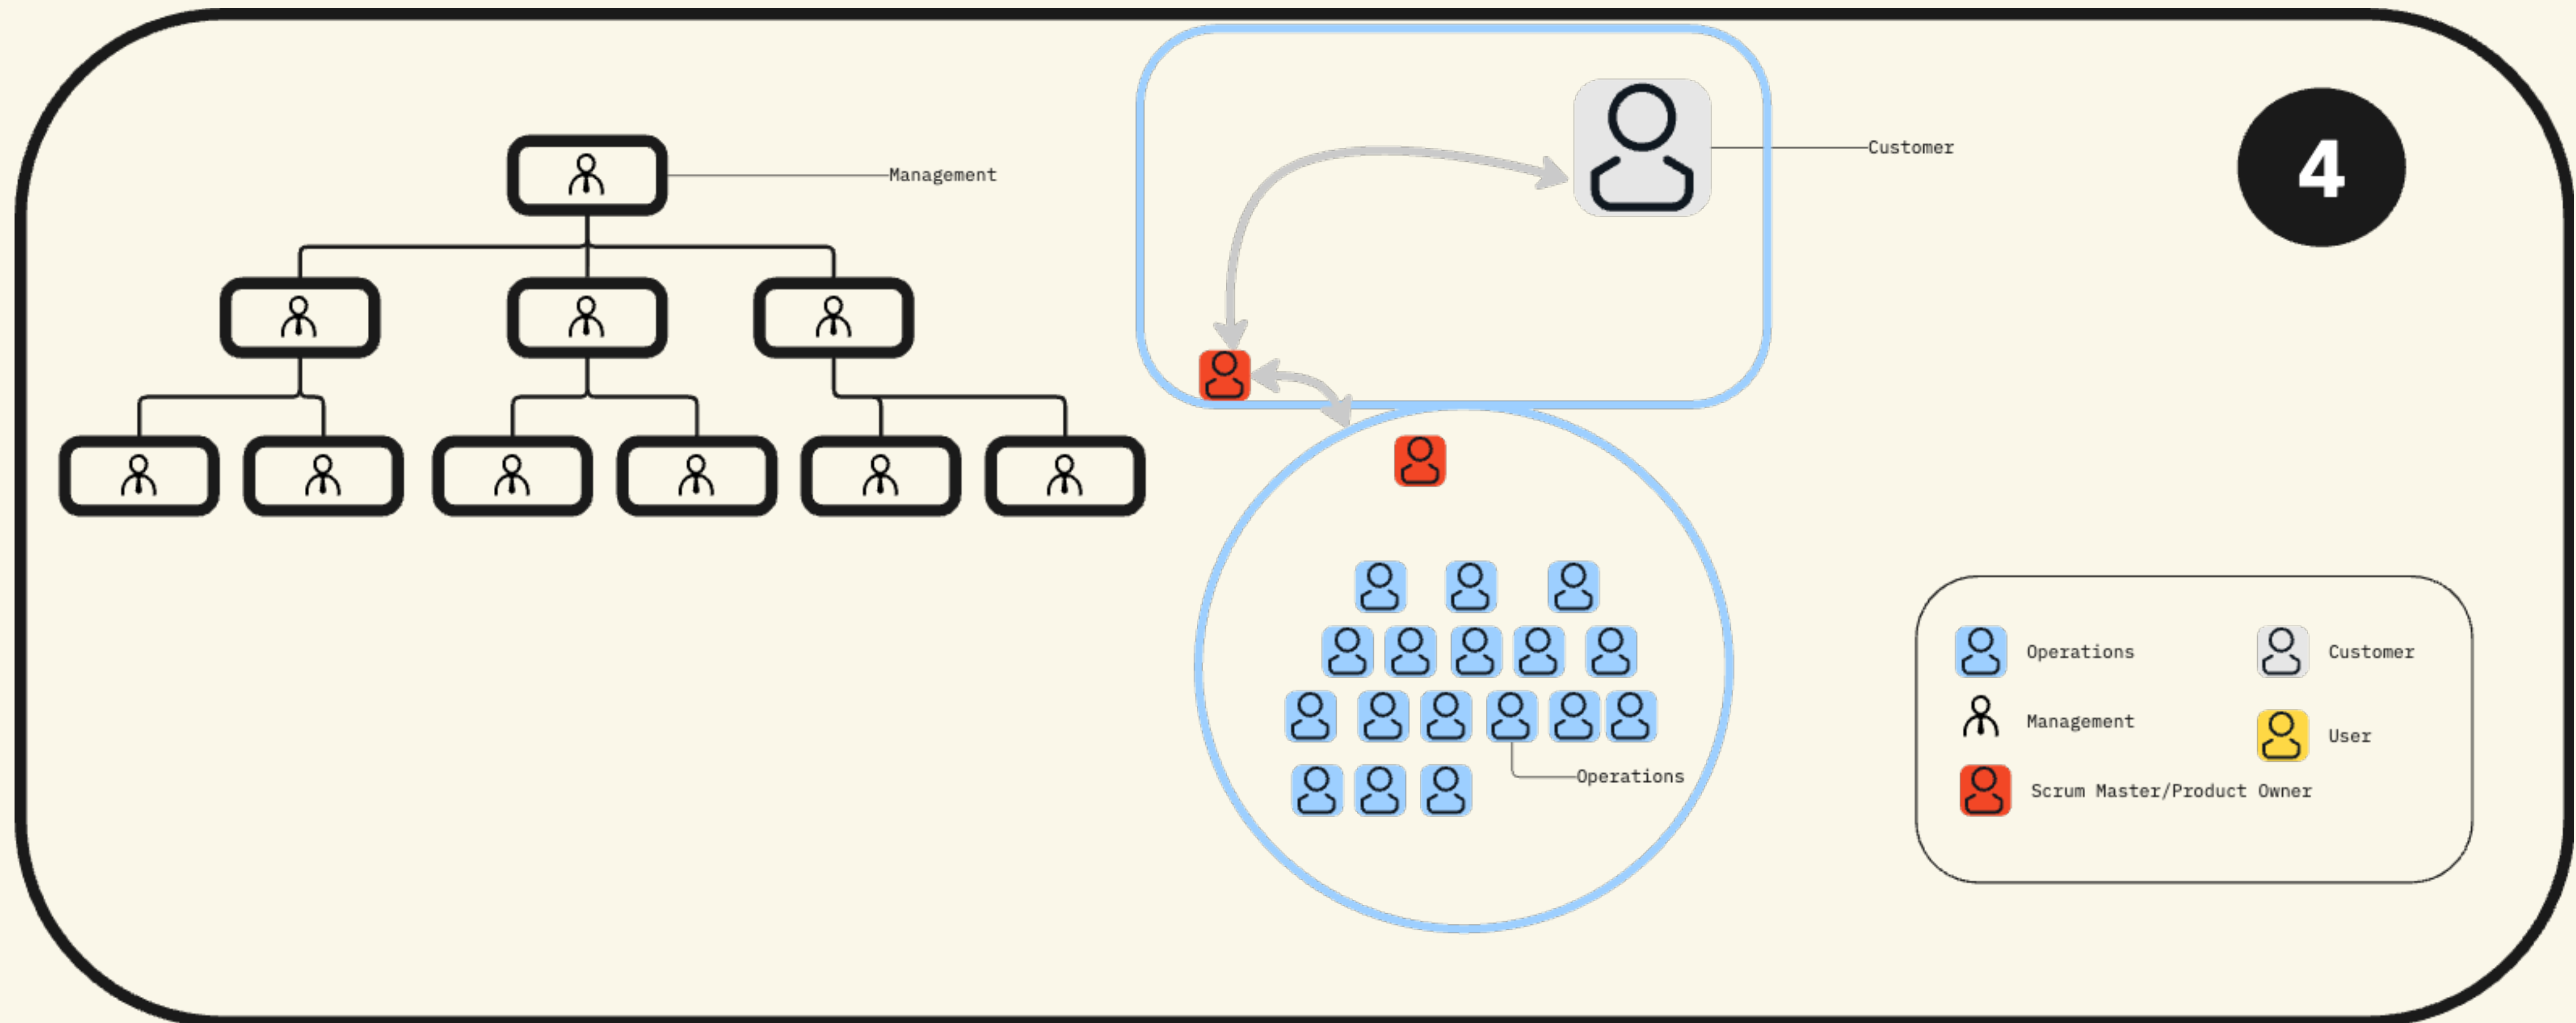 Customer
4
Management
Operations
Operations
Customer
Management
User
Scrum Master/Product Owner